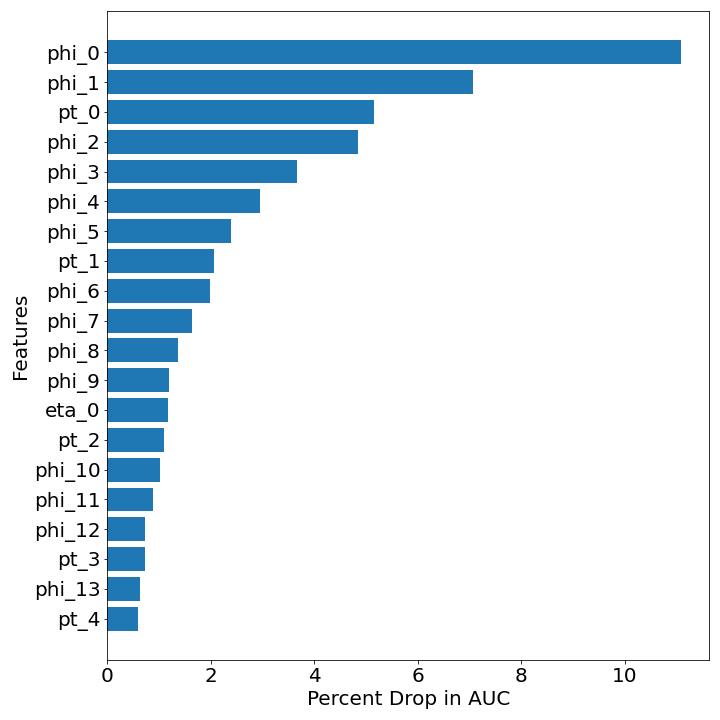 phi_0
phi_1
pt_0
phi_2
phi_3
phi_4
phi_5
pt_1
phi_6
phi_7
phi_8
phi_9
eta_0
pt_2
phi_10
phi_11
phi_12
pt_3
phi_13
pt_4
Features
0 2 4 6 8 10
Percent Drop in AUC